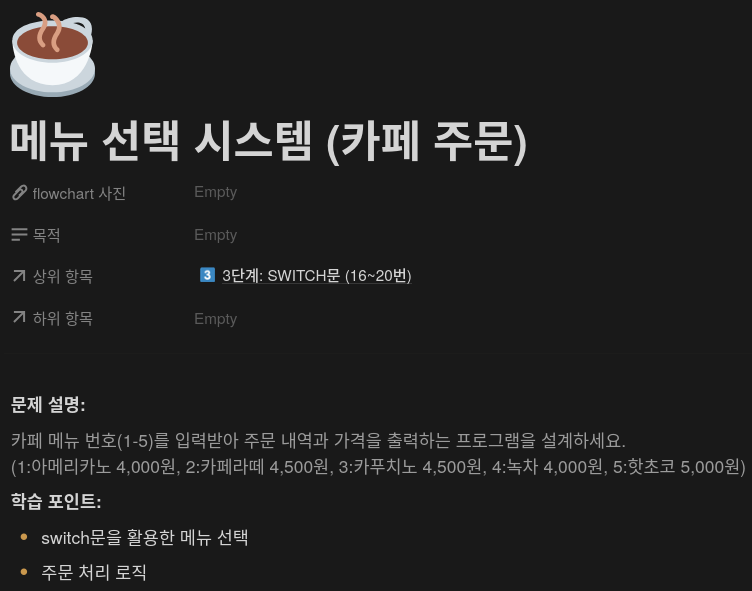 메뉴 선택 시스템 (카페 주문)
flowchart 사진 Empty
목적 Empty
상위 항목 3 3단계: SWITCH문 (16~20번)
하위 항목 Empty
문제 설명:
카페 메뉴 번호(1-5)를 입력받아 주문 내역과 가격을 출력하는 프로그램을 설계하세요.
(1:아메리카노 4,000원, 2:카페라떼 4,500원, 3:카푸치노 4,500원, 4:녹차 4,000원, 5:핫초코 5,000원)
학습 포인트:
switch문을 활용한 메뉴 선택
주문 처리 로직